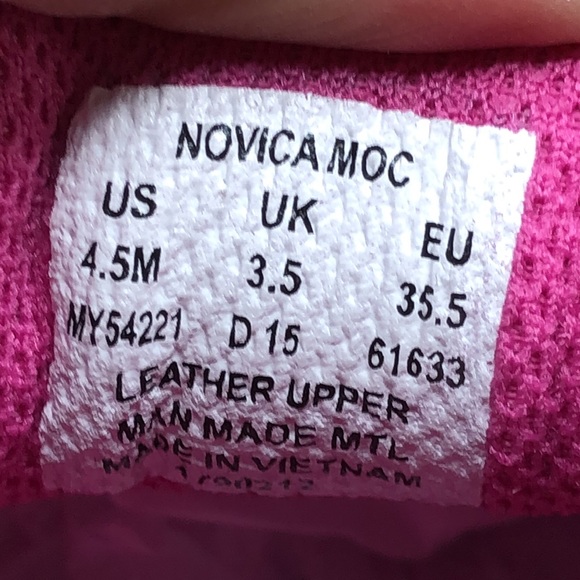 NOVICA MOC
US UK EU
4.5M 3.5 35.5
MY54221 D 15 61633
LEATHER UPPER
MAN MADE MTL
MADE IN VIETNAM